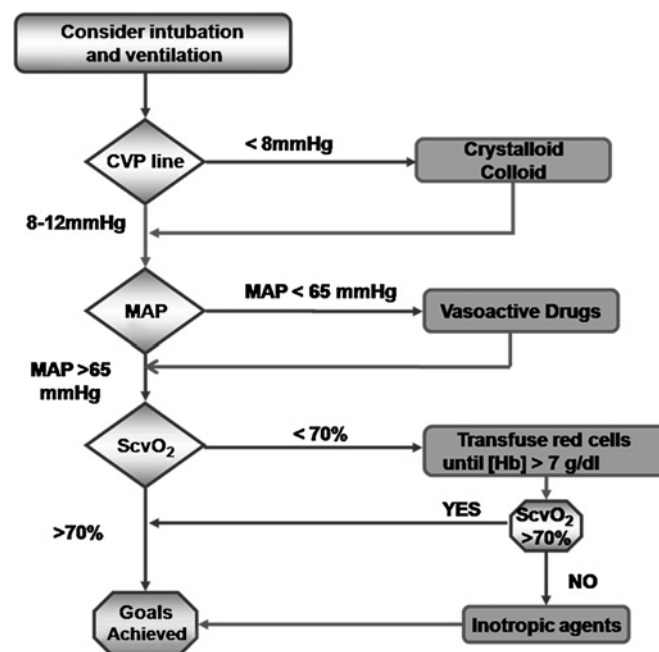 Consider intubation
and ventilation
CVP line
< 8mmHg
Crystalloid
Colloid
8-12mmHg
MAP
MAP < 65 mmHg
Vasoactive Drugs
MAP >65
mmHg
ScvO₂
< 70%
Transfuse red cells
until [Hb] > 7 g/dl
>70%
YES
ScvO₂
>70%
NO
Goals
Achieved
Inotropic agents